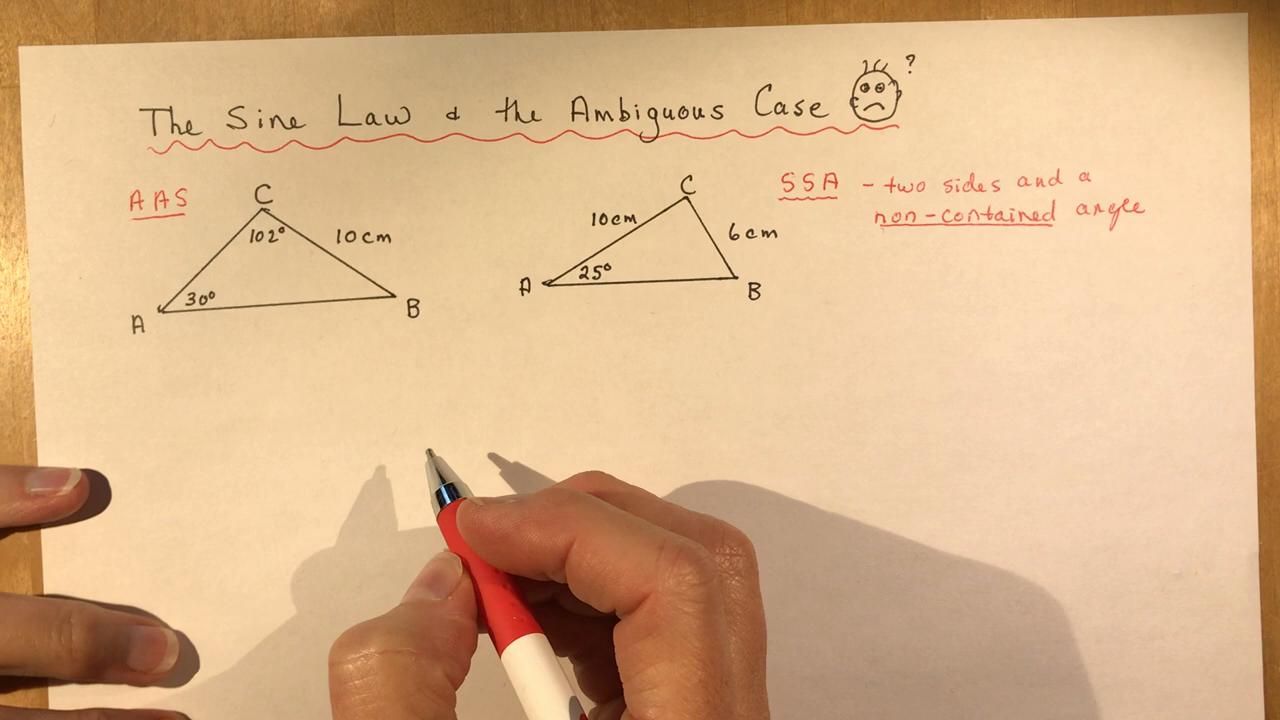 The Sine Law & the Ambiguous Case ?
AAS
C
102°
10cm
30°
A
B
C
10cm
6cm
25°
A
B
SSA - two sides and a
non-contained angle